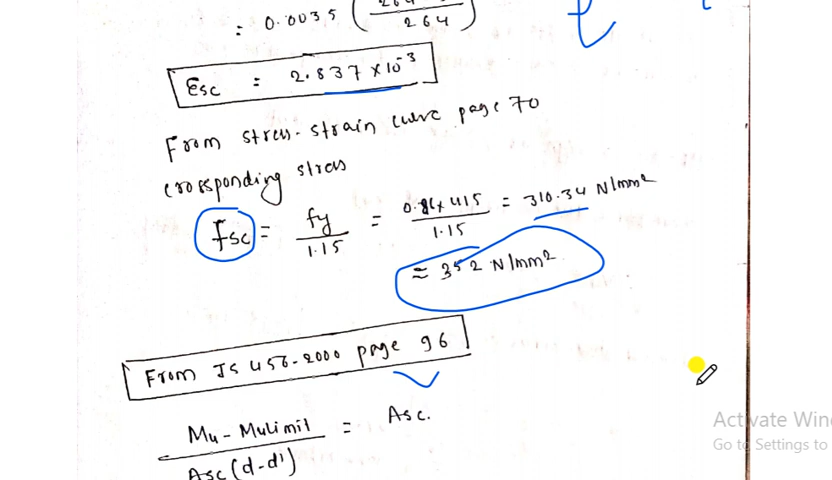 = 0.0035 (
264
)
Esc = 2.837 × 10⁻³
From stress-strain curve page 70
crossponding stress
Fsc = fy / 1.15 = 0.86 × 415 / 1.15 = 310.34 N/mm²
≈ 352 N/mm²
From IS 456-2000 page 96
Mu - Mulimit / Asc (d-d') = Asc.
Activate Win
Go to Settings to